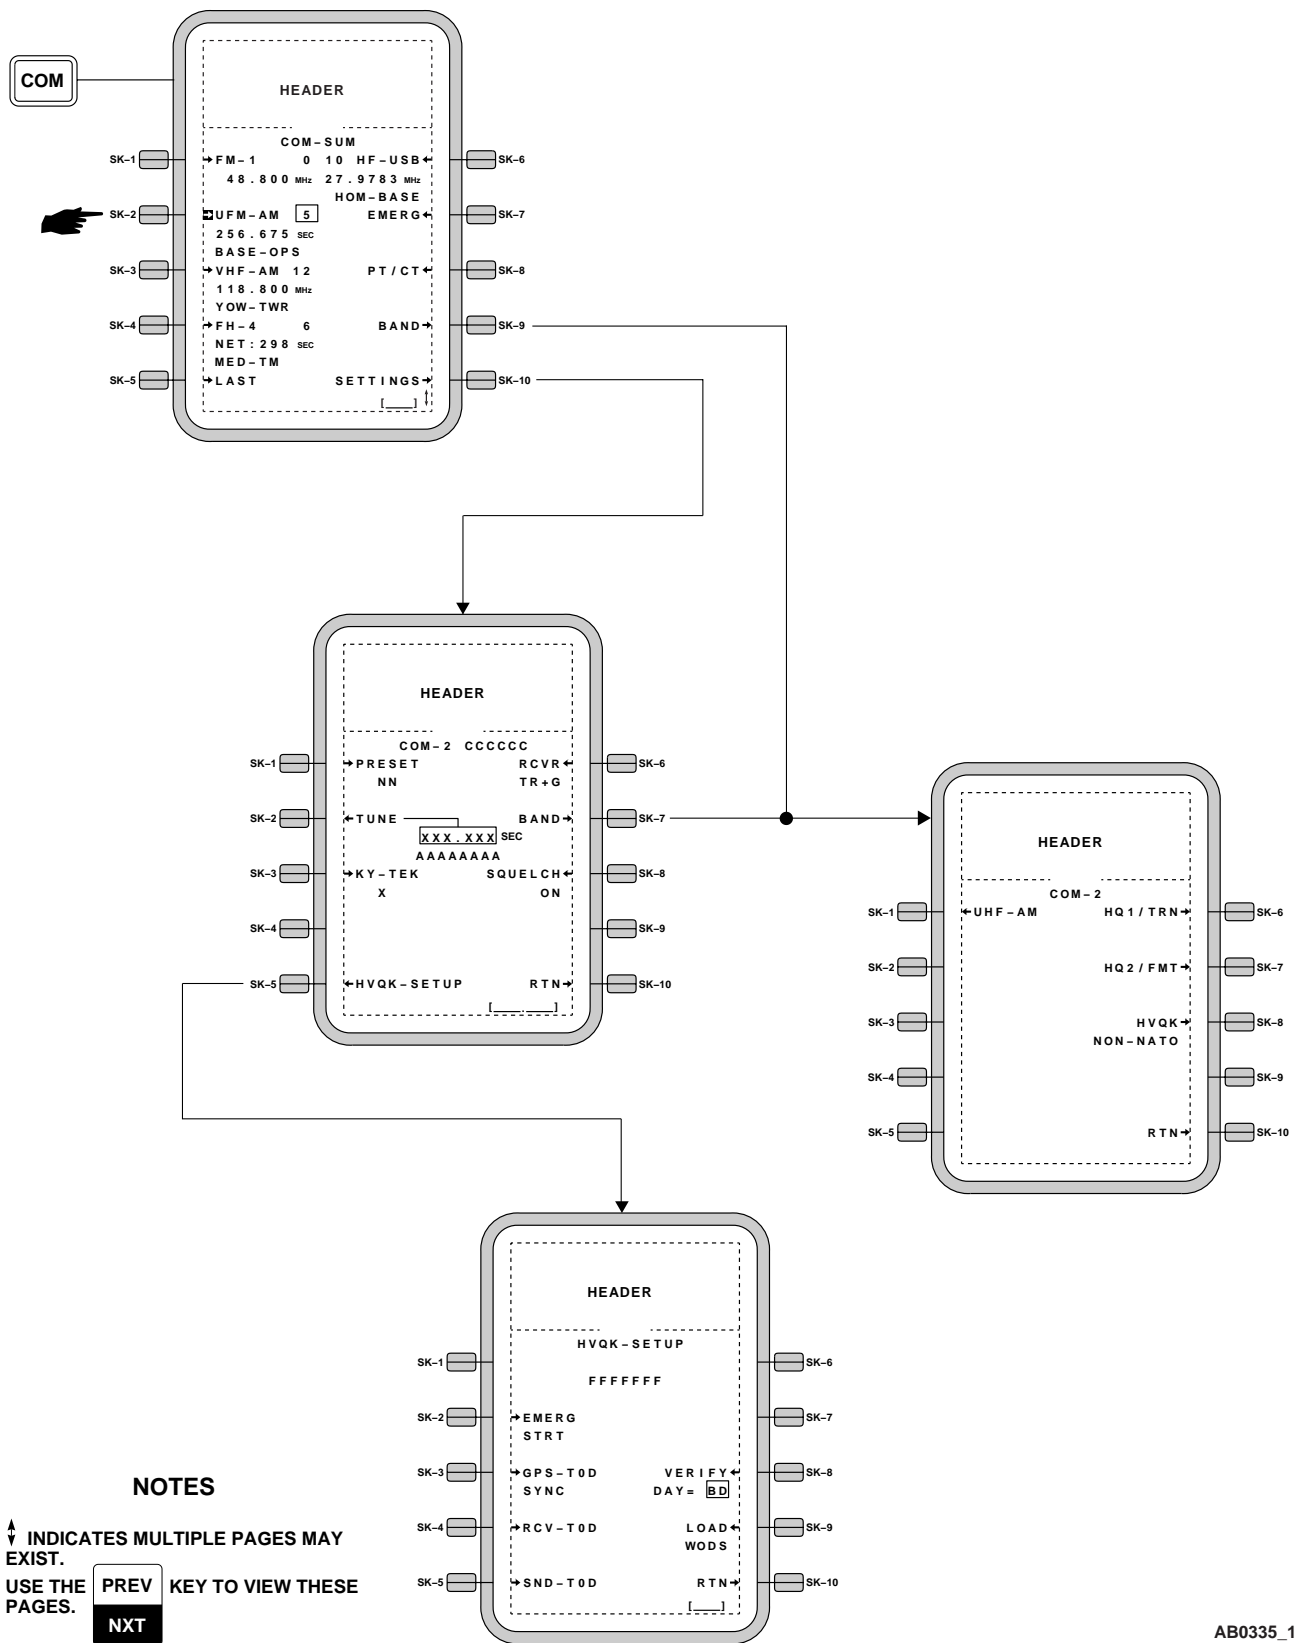 COM
HEADER
COM-SUM
SK-1 FM-1 0 10 HF-USB SK-6
48.800 MHz 27.9783 MHz
HOM-BASE
SK-2 UFM-AM 5 EMERG SK-7
256.675 SEC
BASE-OPS
SK-3 VHF-AM 12 PT/CT SK-8
118.800 MHz
YOW-TWR
SK-4 FH-4 6 BAND SK-9
NET:298 SEC
MED-TM
SK-5 LAST SETTINGS SK-10
[____]
HEADER
COM-2 CCCCCC
SK-1 PRESET RCVR SK-6
NN TR+G
SK-2 TUNE BAND SK-7
XXX.XXX SEC
AAAAAAAA
SK-3 KY-TEK SQUELCH SK-8
X ON
SK-4 SK-9
SK-5 HVQK-SETUP RTN SK-10
[____.____]
HEADER
COM-2
SK-1 UHF-AM HQ1/TRN SK-6
SK-2 HQ2/FMT SK-7
SK-3 HVQK SK-8
NON-NATO
SK-4 SK-9
SK-5 RTN SK-10
HEADER
HVQK-SETUP
SK-1 SK-6
FFFFFFF
SK-2 EMERG SK-7
STRT
SK-3 GPS-T0D VERIFY SK-8
SYNC DAY= BD
SK-4 RCV-T0D LOAD SK-9
WODS
SK-5 SND-T0D RTN SK-10
[____]
NOTES
INDICATES MULTIPLE PAGES MAY
EXIST.
USE THE PREV KEY TO VIEW THESE
PAGES.
NXT
AB0335_1